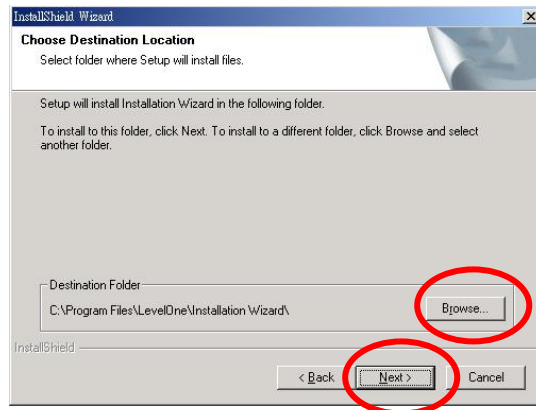 InstallShield Wizard
Choose Destination Location
Select folder where Setup will install files.
Setup will install Installation Wizard in the following folder.
To install to this folder, click Next. To install to a different folder, click Browse and select
another folder.
Destination Folder
C:\Program Files\LevelOne\Installation Wizard\
Browse...
InstallShield
< Back
Next >
Cancel